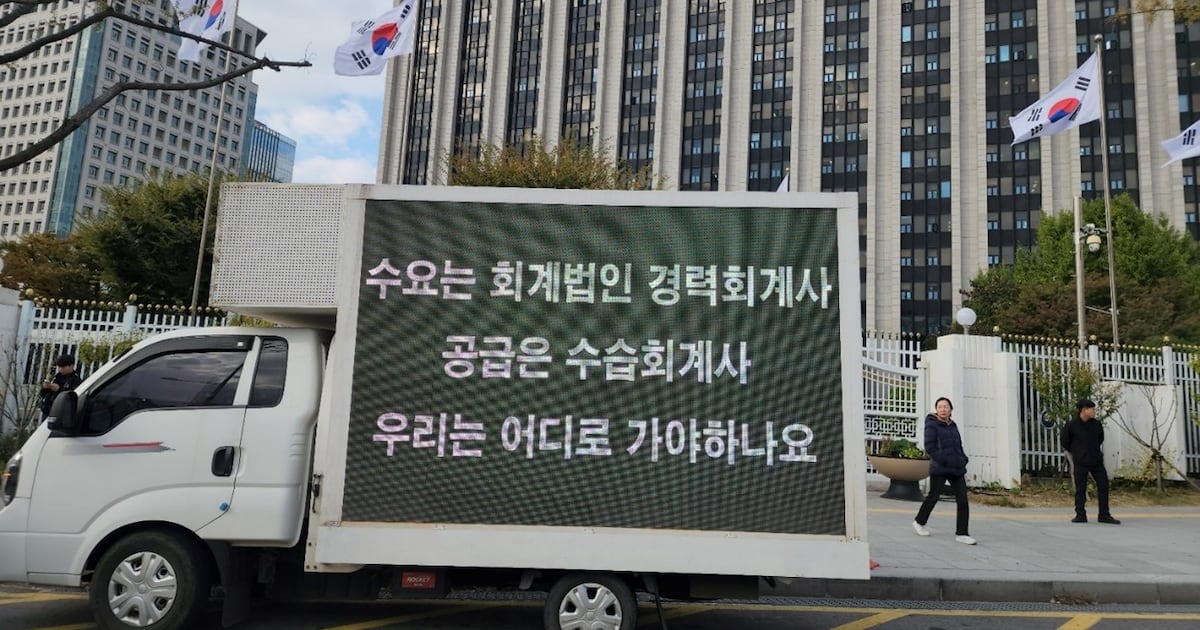 수요는 회계법인 경력회계사
공급은 수습회계사
우리는 어디로 가야하나요